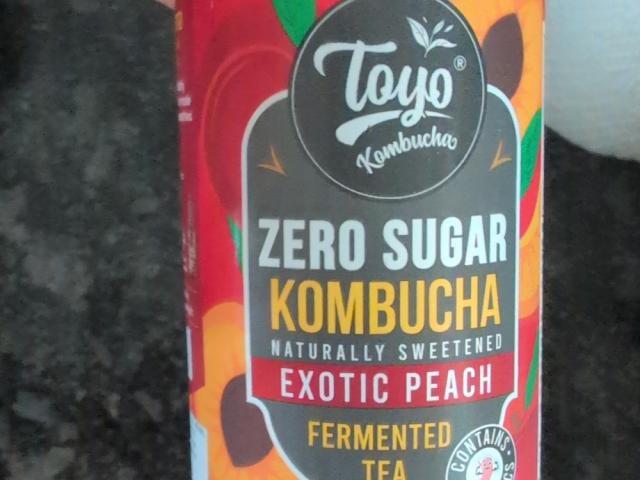 Toyo®
Kombucha
ZERO SUGAR
KOMBUCHA
NATURALLY SWEETENED
EXOTIC PEACH
FERMENTED
TEA
CONTAINS